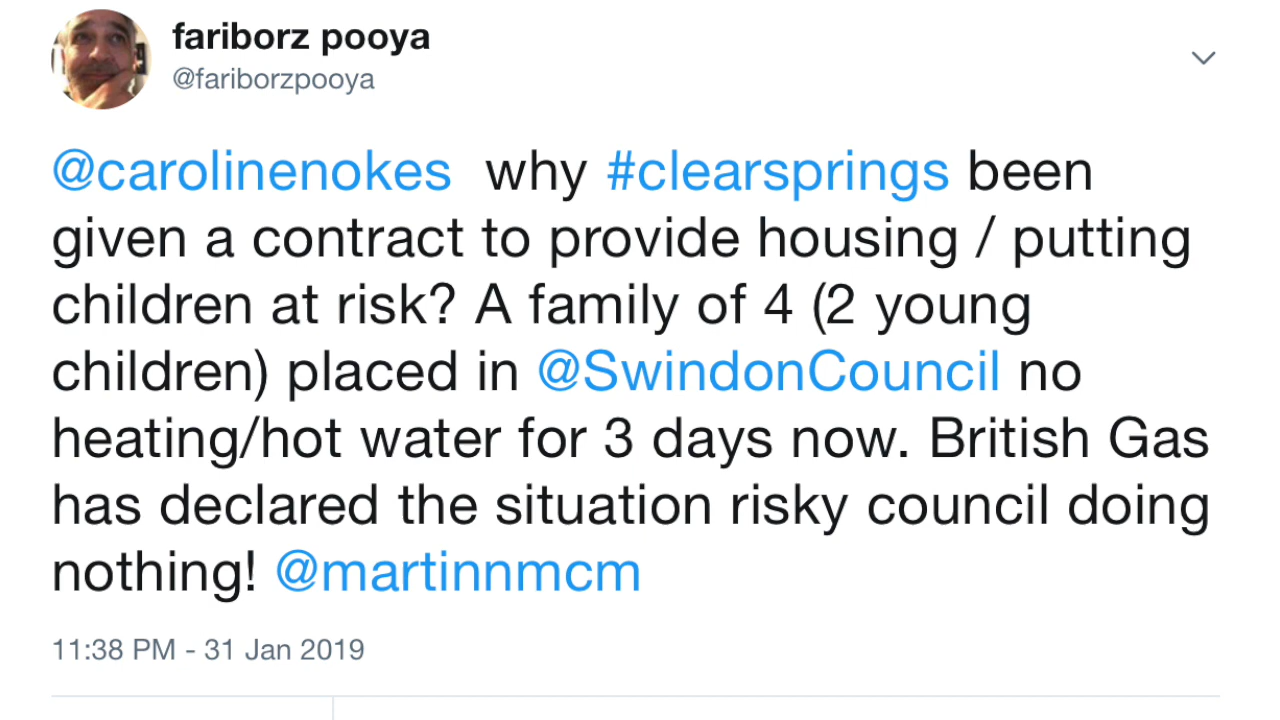 fariborz pooya
@fariborzpooya
@carolinenokes why #clearsprings been
given a contract to provide housing / putting
children at risk? A family of 4 (2 young
children) placed in @SwindonCouncil no
heating/hot water for 3 days now. British Gas
has declared the situation risky council doing
nothing! @martinnmcm
11:38 PM - 31 Jan 2019